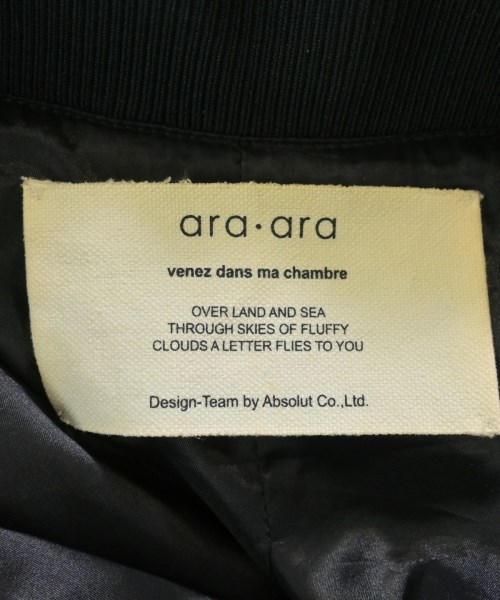 ara·ara
venez dans ma chambre
OVER LAND AND SEA
THROUGH SKIES OF FLUFFY
CLOUDS A LETTER FLIES TO YOU
Design-Team by Absolut Co.,Ltd.